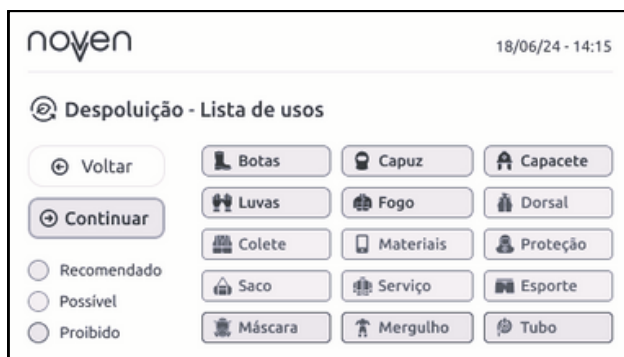 noven
18/06/24 - 14:15
Despoluição - Lista de usos
Voltar
Continuar
Recomendado
Possível
Proibido
Botas Capuz Capacete
Luvas Fogo Dorsal
Colete Materiais Proteção
Saco Serviço Esporte
Máscara Mergulho Tubo